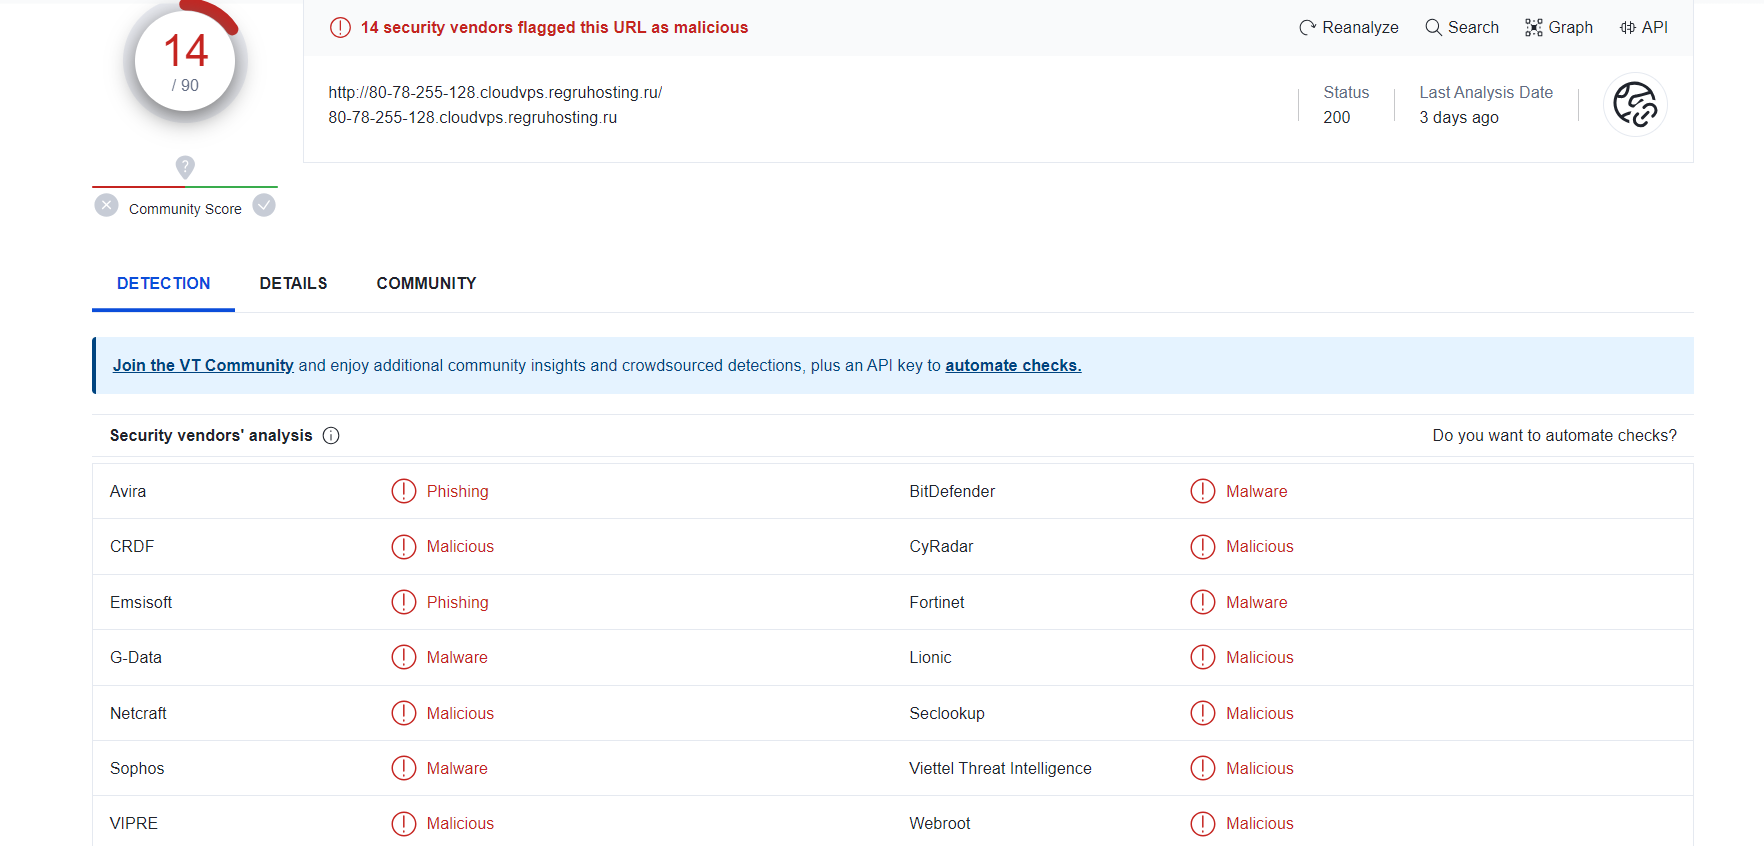 14
/ 90
Community Score
14 security vendors flagged this URL as malicious
Reanalyze Search Graph API
http://80-78-255-128.cloudvps.regruhosting.ru/
80-78-255-128.cloudvps.regruhosting.ru
Status
200
Last Analysis Date
3 days ago
DETECTION DETAILS COMMUNITY
Join the VT Community and enjoy additional community insights and crowdsourced detections, plus an API key to automate checks.
Security vendors' analysis Do you want to automate checks?
Avira Phishing BitDefender Malware
CRDF Malicious CyRadar Malicious
Emsisoft Phishing Fortinet Malware
G-Data Malware Lionic Malicious
Netcraft Malicious Seclookup Malicious
Sophos Malware Viettel Threat Intelligence Malicious
VIPRE Malicious Webroot Malicious